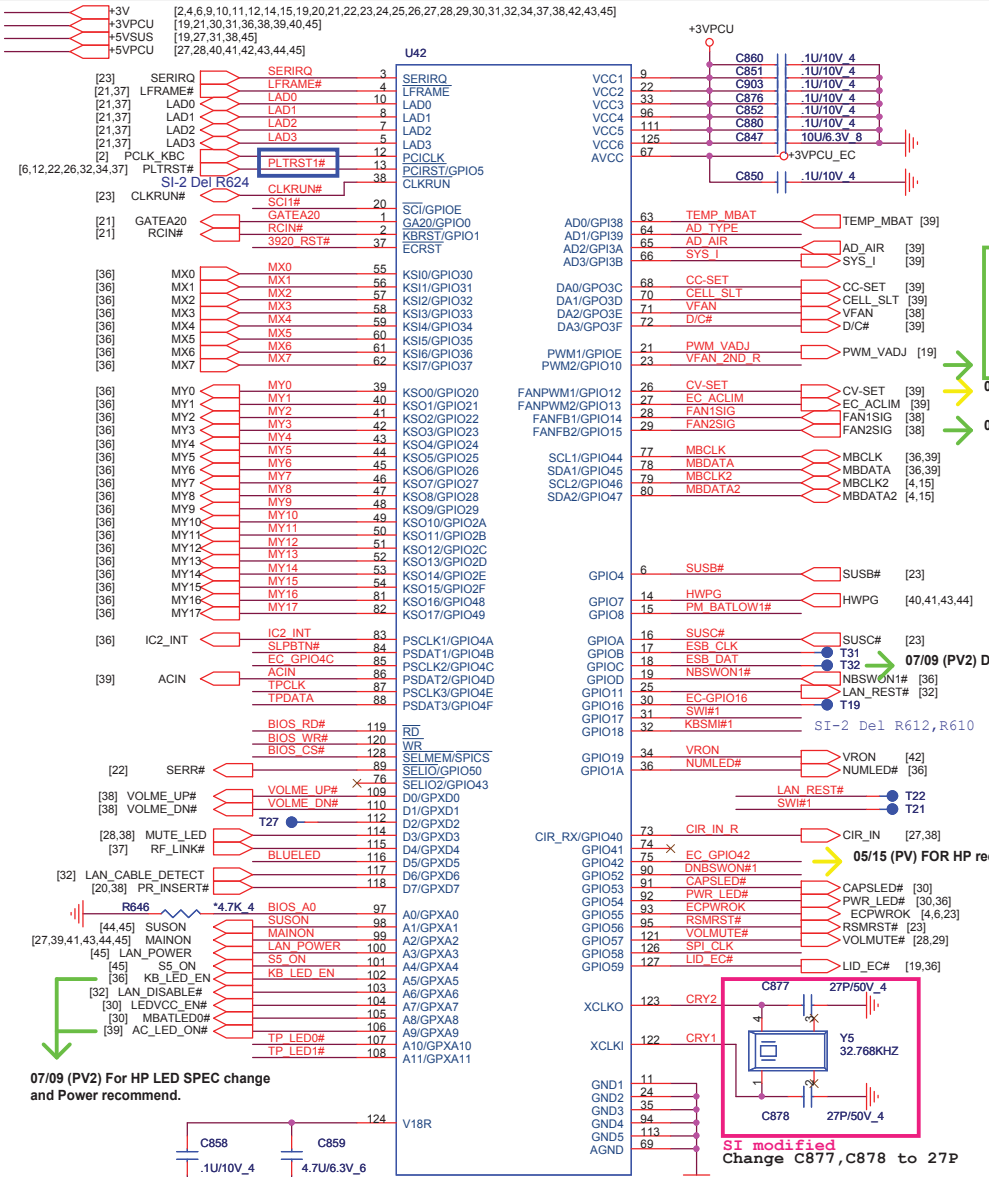 +3V [2,4,6,9,10,11,12,14,15,19,20,21,22,23,24,25,26,27,28,29,30,31,32,34,37,38,42,43,45]
+3VPCU [19,21,30,31,36,38,39,40,45]
+5VSUS [19,27,31,38,45]
+5VPCU [27,28,40,41,42,43,44,45]
U42
[23] SERIRQ SERIRQ 3 SERIRQ
[21,37] LFRAME# LFRAME# 4 LFRAME
[21,37] LAD0 LAD0 10 LAD0
[21,37] LAD1 LAD1 8 LAD1
[21,37] LAD2 LAD2 7 LAD2
[21,37] LAD3 LAD3 5 LAD3
[2] PCLK_KBC 12 PCICLK
[6,12,22,26,32,34,37] PLTRST# PLTRST1# 13 PCIRST/GPIO5
SI-2 Del R624
[23] CLKRUN# CLKRUN# 38 CLKRUN
SCI1# 20 SCI/GPIOE
[21] GATEA20 GATEA20 1 GA20/GPIO0
[21] RCIN# RCIN# 2 KBRST/GPIO1
3920_RST# 37 ECRST
[36] MX0 MX0 55 KSI0/GPIO30
[36] MX1 MX1 56 KSI1/GPIO31
[36] MX2 MX2 57 KSI2/GPIO32
[36] MX3 MX3 58 KSI3/GPIO33
[36] MX4 MX4 59 KSI4/GPIO34
[36] MX5 MX5 60 KSI5/GPIO35
[36] MX6 MX6 61 KSI6/GPIO36
[36] MX7 MX7 62 KSI7/GPIO37
[36] MY0 MY0 39 KSO0/GPIO20
[36] MY1 MY1 40 KSO1/GPIO21
[36] MY2 MY2 41 KSO2/GPIO22
[36] MY3 MY3 42 KSO3/GPIO23
[36] MY4 MY4 43 KSO4/GPIO24
[36] MY5 MY5 44 KSO5/GPIO25
[36] MY6 MY6 45 KSO6/GPIO26
[36] MY7 MY7 46 KSO7/GPIO27
[36] MY8 MY8 47 KSO8/GPIO28
[36] MY9 MY9 48 KSO9/GPIO29
[36] MY10 MY10 49 KSO10/GPIO2A
[36] MY11 MY11 50 KSO11/GPIO2B
[36] MY12 MY12 51 KSO12/GPIO2C
[36] MY13 MY13 52 KSO13/GPIO2D
[36] MY14 MY14 53 KSO14/GPIO2E
[36] MY15 MY15 54 KSO15/GPIO2F
[36] MY16 MY16 81 KSO16/GPIO48
[36] MY17 MY17 82 KSO17/GPIO49
[36] IC2_INT IC2_INT 83 PSCLK1/GPIO4A
SLPBTN# 84 PSDAT1/GPIO4B
EC_GPIO4C 85 PSCLK2/GPIO4C
[39] ACIN ACIN 86 PSDAT2/GPIO4D
TPCLK 87 PSCLK3/GPIO4E
TPDATA 88 PSDAT3/GPIO4F
BIOS_RD# 119 RD
BIOS_WR# 120 WR
BIOS_CS# 128 SELMEM/SPICS
[22] SERR# 89 SELIO/GPIO50
76 SELIO2/GPIO43
[38] VOLME_UP# VOLME_UP# 109 D0/GPXD0
[38] VOLME_DN# VOLME_DN# 110 D1/GPXD1
T27 112 D2/GPXD2
[28,38] MUTE_LED 114 D3/GPXD3
[37] RF_LINK# 115 D4/GPXD4
BLUELED 116 D5/GPXD5
[32] LAN_CABLE_DETECT 117 D6/GPXD6
[20,38] PR_INSERT# 118 D7/GPXD7
R646 *4.7K_4 BIOS_A0 97 A0/GPXA0
[44,45] SUSON SUSON 98 A1/GPXA1
[27,39,41,43,44,45] MAINON MAINON 99 A2/GPXA2
[45] LAN_POWER LAN_POWER 100 A3/GPXA3
[45] S5_ON S5_ON 101 A4/GPXA4
[36] KB_LED_EN KB_LED_EN 102 A5/GPXA5
[32] LAN_DISABLE# 103 A6/GPXA6
[30] LEDVCC_EN# 104 A7/GPXA7
[30] MBATLED0# 105 A8/GPXA8
[39] AC_LED_ON# 106 A9/GPXA9
TP_LED0# 107 A10/GPXA10
TP_LED1# 108 A11/GPXA11
07/09 (PV2) For HP LED SPEC change
and Power recommend.
124 V18R
C858 .1U/10V_4
C859 4.7U/6.3V_6
+3VPCU
VCC1 9 C860 .1U/10V_4
VCC2 22 C851 .1U/10V_4
VCC3 33 C903 .1U/10V_4
VCC4 96 C876 .1U/10V_4
VCC5 111 C852 .1U/10V_4
VCC6 125 C880 .1U/10V_4
C847 10U/6.3V_8
AVCC 67 +3VPCU_EC
C850 .1U/10V_4
AD0/GPI38 63 TEMP_MBAT TEMP_MBAT [39]
AD1/GPI39 64 AD_TYPE
AD2/GPI3A 65 AD_AIR AD_AIR [39]
AD3/GPI3B 66 SYS_I SYS_I [39]
DA0/GPO3C 68 CC-SET CC-SET [39]
DA1/GPO3D 70 CELL_SLT CELL_SLT [39]
DA2/GPO3E 71 VFAN VFAN [38]
DA3/GPO3F 72 D/C# D/C# [39]
PWM1/GPIOE 21 PWM_VADJ PWM_VADJ [19]
PWM2/GPIO10 23 VFAN_2ND_R
FANPWM1/GPIO12 26 CV-SET CV-SET [39] 0
FANPWM2/GPIO13 27 EC_ACLIM EC_ACLIM [39]
FANFB1/GPIO14 28 FAN1SIG FAN1SIG [38]
FANFB2/GPIO15 29 FAN2SIG FAN2SIG [38] 0
SCL1/GPIO44 77 MBCLK MBCLK [36,39]
SDA1/GPIO45 78 MBDATA MBDATA [36,39]
SCL2/GPIO46 79 MBCLK2 MBCLK2 [4,15]
SDA2/GPIO47 80 MBDATA2 MBDATA2 [4,15]
GPIO4 6 SUSB# SUSB# [23]
GPIO7 14 HWPG HWPG [40,41,43,44]
GPIO8 15 PM_BATLOW1#
GPIOA 16 SUSC# SUSC# [23]
GPIOB 17 ESB_CLK T31
GPIOC 18 ESB_DAT T32 07/09 (PV2) D
GPIOD 19 NBSWON1# NBSWON1# [36]
GPIO11 25 LAN_REST# [32]
GPIO16 30 EC-GPIO16 T19
GPIO17 31 SWI#1
GPIO18 32 KBSMI#1
SI-2 Del R612,R610
GPIO19 34 VRON VRON [42]
GPIO1A 36 NUMLED# NUMLED# [36]
LAN_REST# T22
SWI#1 T21
CIR_RX/GPIO40 73 CIR_IN_R CIR_IN [27,38]
GPIO41 74
GPIO42 75 EC_GPIO42 05/15 (PV) FOR HP re
GPIO52 90 DNBSWON#1
GPIO53 91 CAPSLED# CAPSLED# [30]
GPIO54 92 PWR_LED# PWR_LED# [30,36]
GPIO55 93 ECPWROK ECPWROK [4,6,23]
GPIO56 95 RSMRST# RSMRST# [23]
GPIO57 121 VOLMUTE# VOLMUTE# [28,29]
GPIO58 126 SPI_CLK
GPIO59 127 LID_EC# LID_EC# [19,36]
XCLKO 123 CRY2 C877 27P/50V_4
4 3
Y5
32.768KHZ
1 2
XCLKI 122 CRY1 C878 27P/50V_4
GND1 11
GND2 24
GND3 35
GND4 94
GND5 113
AGND 69
SI modified
Change C877,C878 to 27P